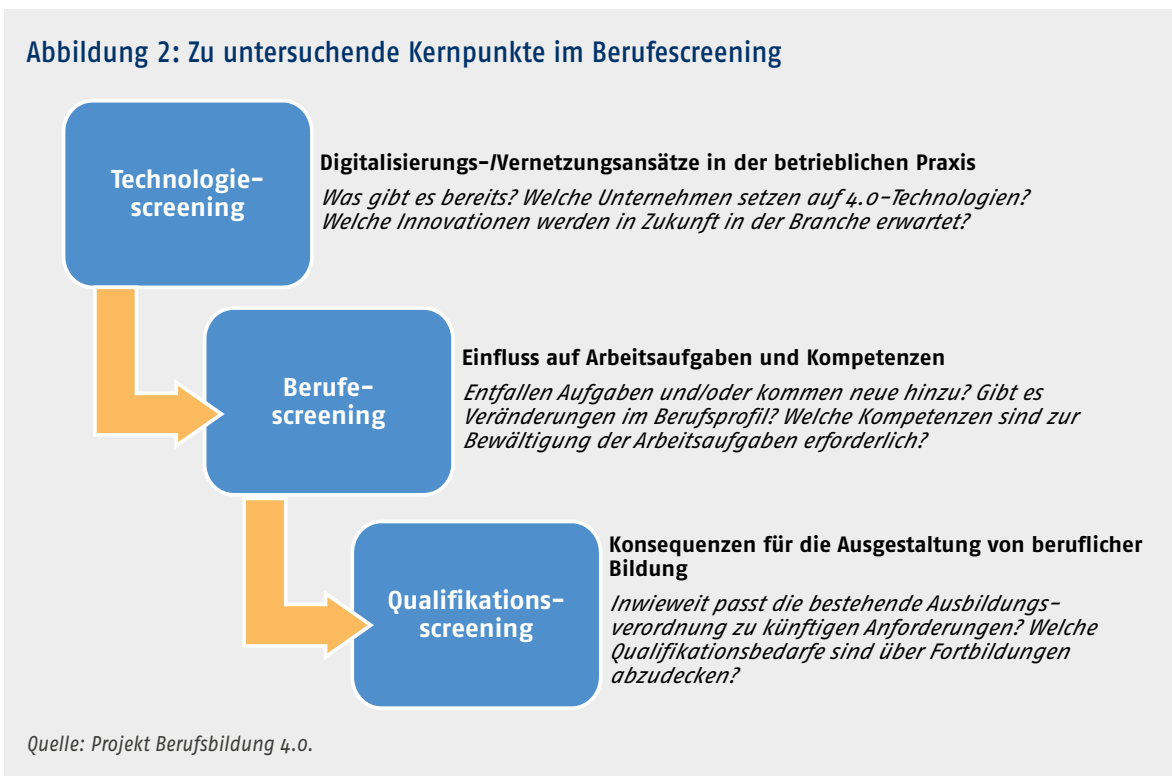 Abbildung 2: Zu untersuchende Kernpunkte im Berufescreening
Technologie-
screening
Digitalisierungs-/Vernetzungsansätze in der betrieblichen Praxis
Was gibt es bereits? Welche Unternehmen setzen auf 4.0-Technologien?
Welche Innovationen werden in Zukunft in der Branche erwartet?
Berufe-
screening
Einfluss auf Arbeitsaufgaben und Kompetenzen
Entfallen Aufgaben und/oder kommen neue hinzu? Gibt es
Veränderungen im Berufsprofil? Welche Kompetenzen sind zur
Bewältigung der Arbeitsaufgaben erforderlich?
Qualifikations-
screening
Konsequenzen für die Ausgestaltung von beruflicher
Bildung
Inwieweit passt die bestehende Ausbildungs-
verordnung zu künftigen Anforderungen? Welche
Qualifikationsbedarfe sind über Fortbildungen
abzudecken?
Quelle: Projekt Berufsbildung 4.0.